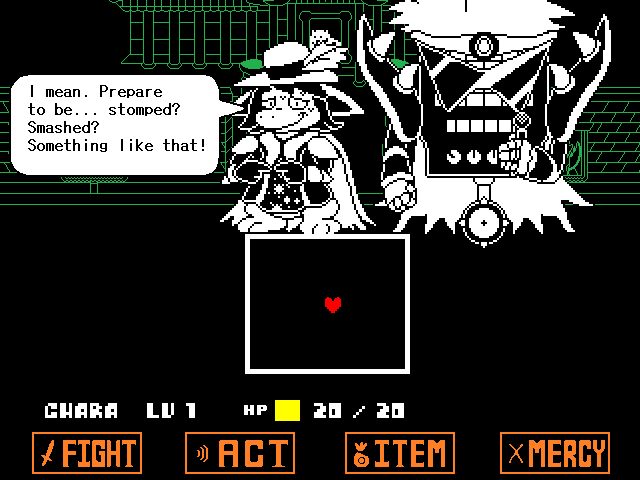 I mean. Prepare
to be... stomped?
Smashed?
Something like that!
CHARA LV 1 HP 20 / 20
FIGHT ACT ITEM MERCY